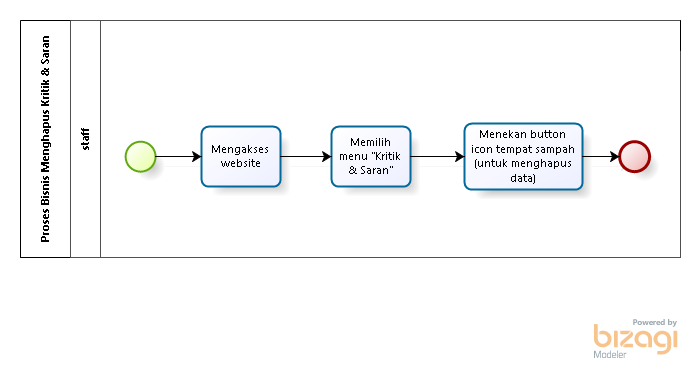 Proses Bisnis Menghapus Kritik & Saran
staff
Mengakses
website
Memilih
menu "Kritik
& Saran"
Menekan button
icon tempat sampah
(untuk menghapus
data)
Powered by
bizagi
Modeler